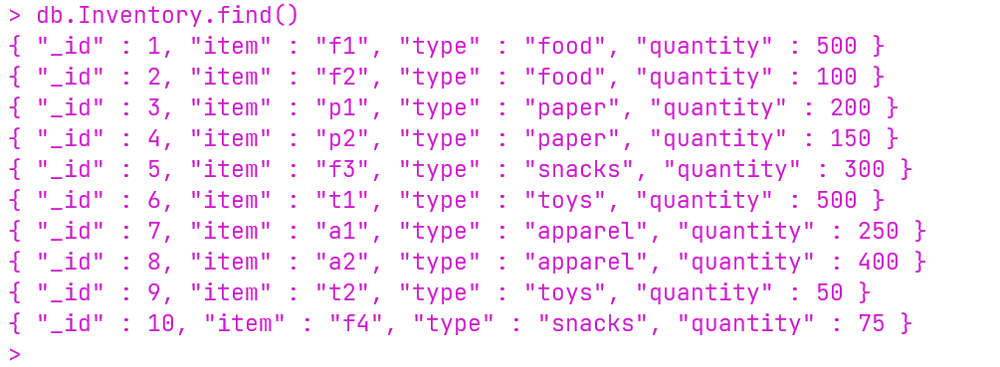 > db.Inventory.find()
{ "_id" : 1, "item" : "f1", "type" : "food", "quantity" : 500 }
{ "_id" : 2, "item" : "f2", "type" : "food", "quantity" : 100 }
{ "_id" : 3, "item" : "p1", "type" : "paper", "quantity" : 200 }
{ "_id" : 4, "item" : "p2", "type" : "paper", "quantity" : 150 }
{ "_id" : 5, "item" : "f3", "type" : "snacks", "quantity" : 300 }
{ "_id" : 6, "item" : "t1", "type" : "toys", "quantity" : 500 }
{ "_id" : 7, "item" : "a1", "type" : "apparel", "quantity" : 250 }
{ "_id" : 8, "item" : "a2", "type" : "apparel", "quantity" : 400 }
{ "_id" : 9, "item" : "t2", "type" : "toys", "quantity" : 50 }
{ "_id" : 10, "item" : "f4", "type" : "snacks", "quantity" : 75 }
>